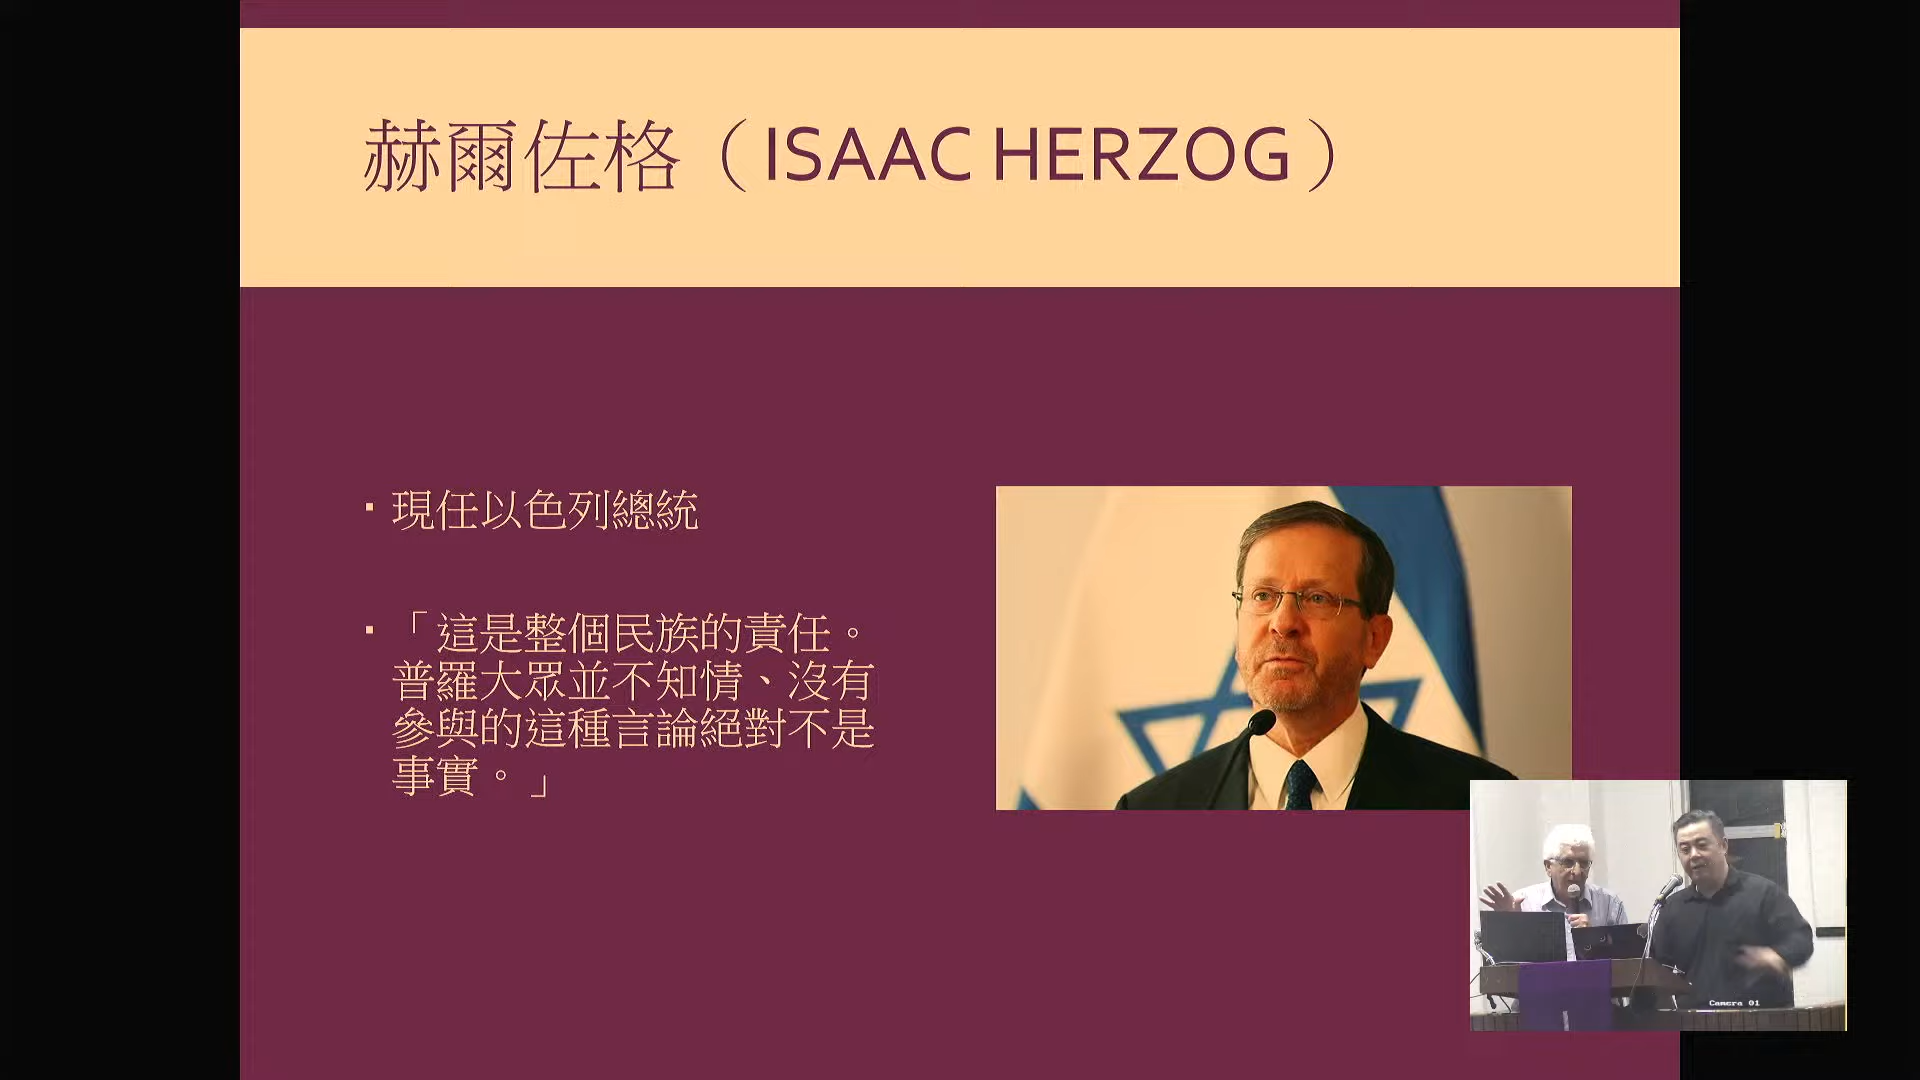 赫爾佐格（ISAAC HERZOG）
▪ 現任以色列總統
▪ 「這是整個民族的責任。
普羅大眾並不知情、沒有
參與的這種言論絕對不是
事實。」
Camera 01